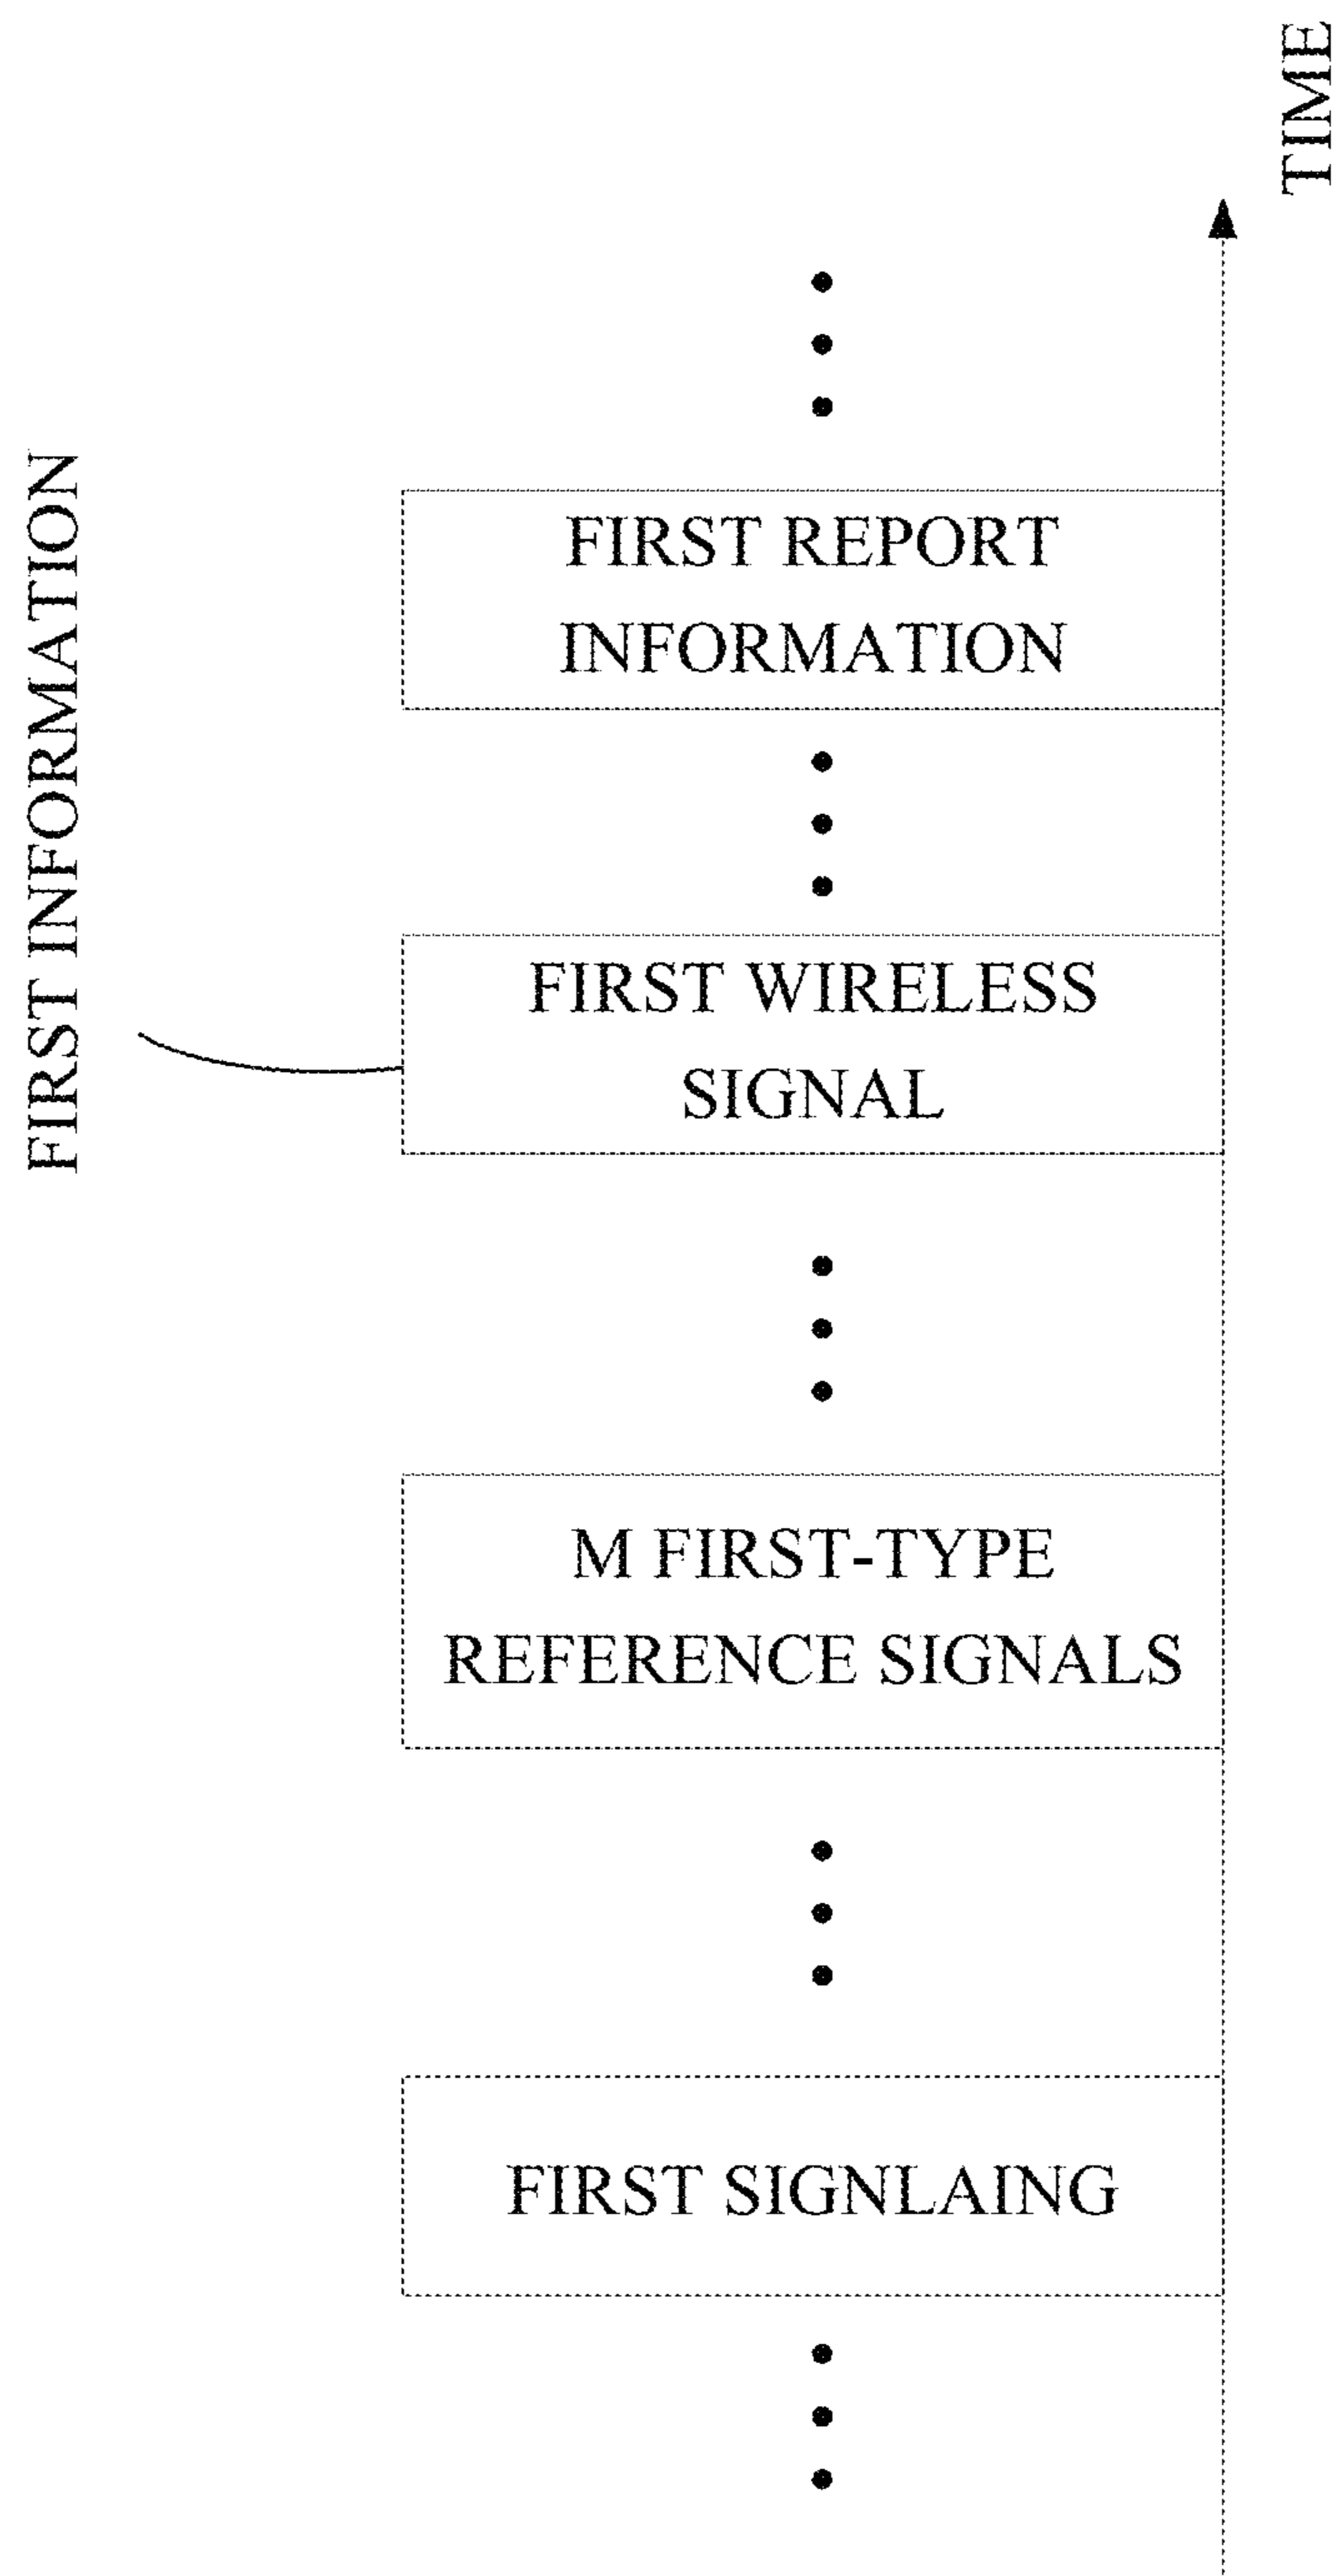 TIME
FIRST INFORMATION
FIRST REPORT
INFORMATION
FIRST WIRELESS
SIGNAL
M FIRST-TYPE
REFERENCE SIGNALS
FIRST SIGNLAING